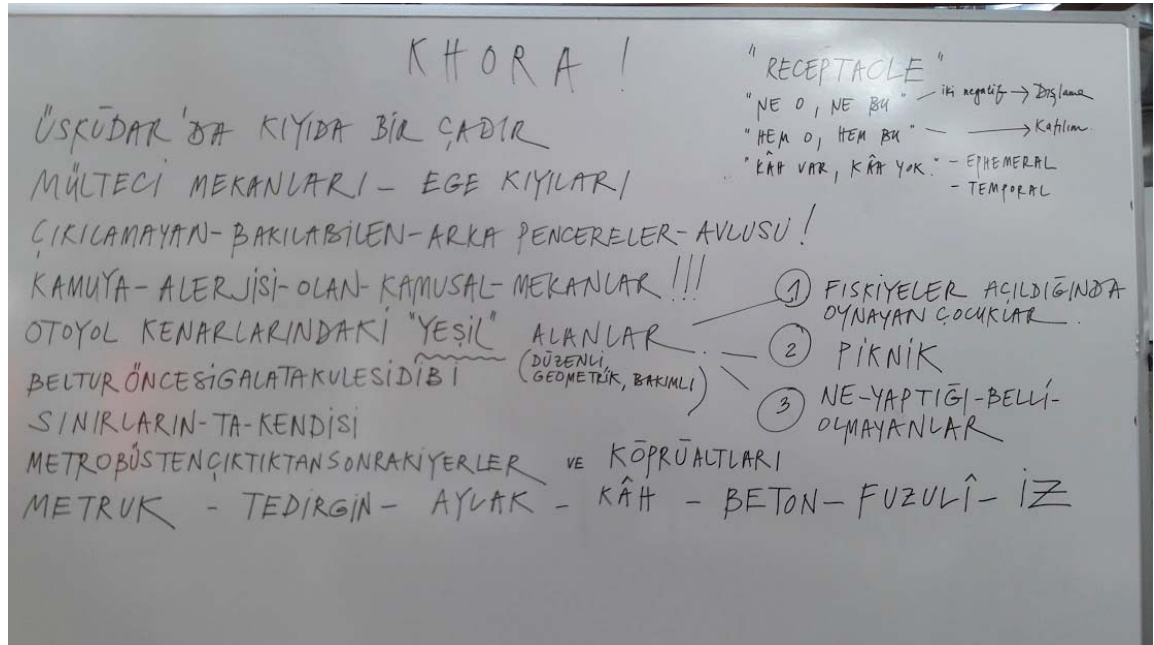 KHORA !
"RECEPTACLE"
"NE O, NE BU" — iki negatif → Dışlama
"HEM O, HEM BU" — → Katılım
"KÂH VAR, KÂH YOK." - EPHEMERAL
- TEMPORAL
ÜSKÜDAR'DA KIYIDA BİR ÇADIR
MÜLTECİ MEKANLARI - EGE KIYILARI
ÇIKILAMAYAN-BAKILABİLEN-ARKA PENCERELER-AVLUSU!
KAMUYA-ALERJİSİ-OLAN-KAMUSAL-MEKANLAR!!!
OTOYOL KENARLARINDAKİ "YEŞİL" ALANLAR
(DÜZENLİ,
GEOMETRİK, BAKIMLI)
1 FISKİYELER AÇILDIĞINDA
OYNAYAN ÇOCUKLAR.
2 PİKNİK
3 NE-YAPTIĞI-BELLİ-
OLMAYANLAR
BELTURÖNCESİGALATAKULESİDİBİ
SINIRLARIN-TA-KENDİSİ
METROBÜSTENÇIKTIKTANSONRAKİYERLER VE KÖPRÜALTLARI
METRUK - TEDİRGİN - AYLAK - KÂH - BETON - FUZULÎ - İZ